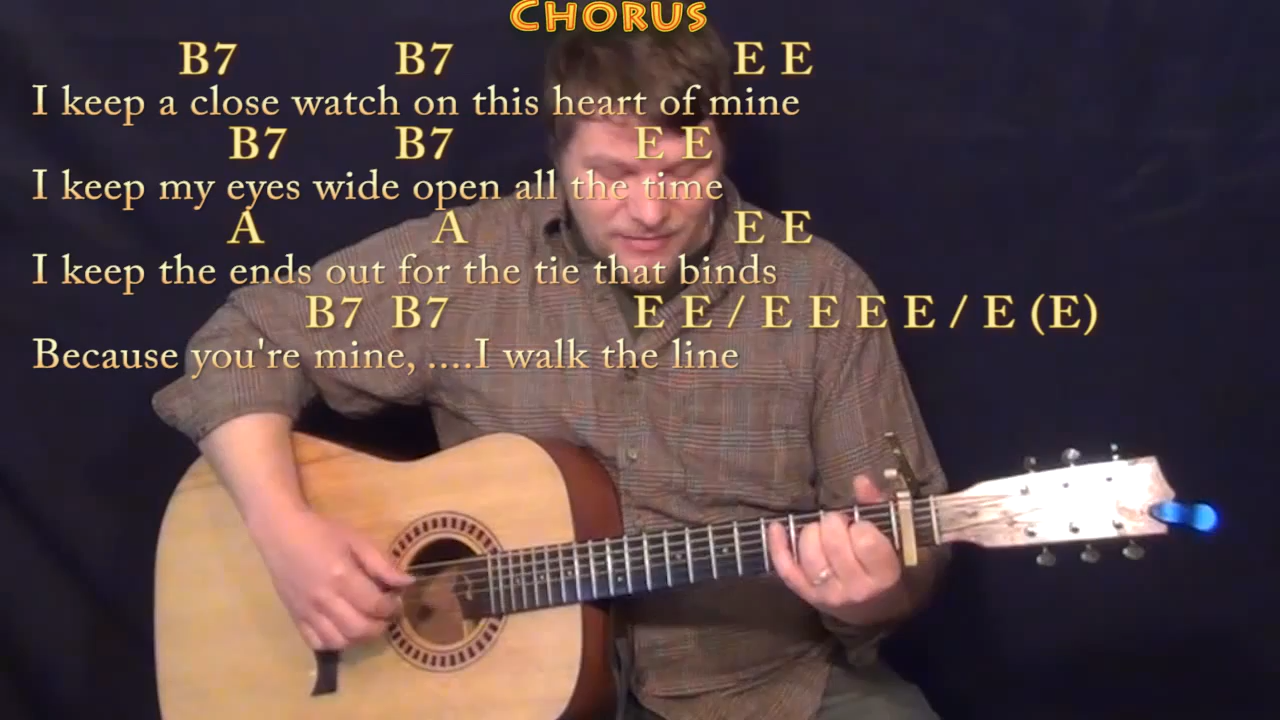 CHORUS
B7 B7 E E
I keep a close watch on this heart of mine
B7 B7 E E
I keep my eyes wide open all the time
A A E E
I keep the ends out for the tie that binds
B7 B7 E E / E E E E / E (E)
Because you're mine, ....I walk the line